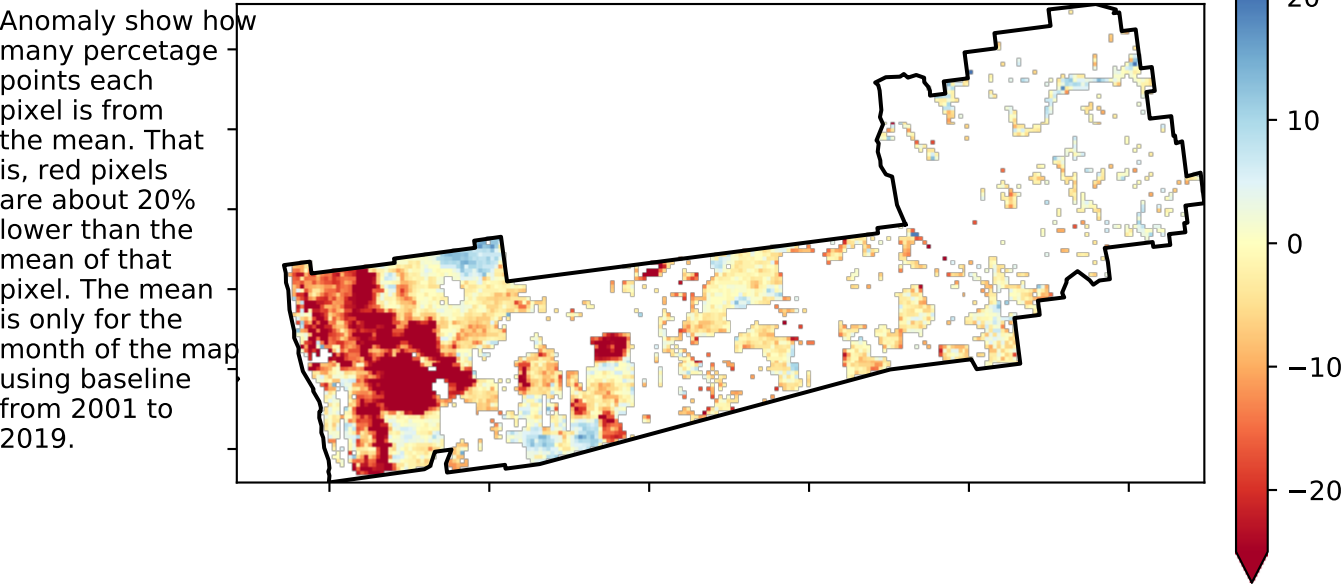 Anomaly show how
many percetage
points each
pixel is from
the mean. That
is, red pixels
are about 20%
lower than the
mean of that
pixel. The mean
is only for the
month of the map
using baseline
from 2001 to
2019.
20
10
0
−10
−20